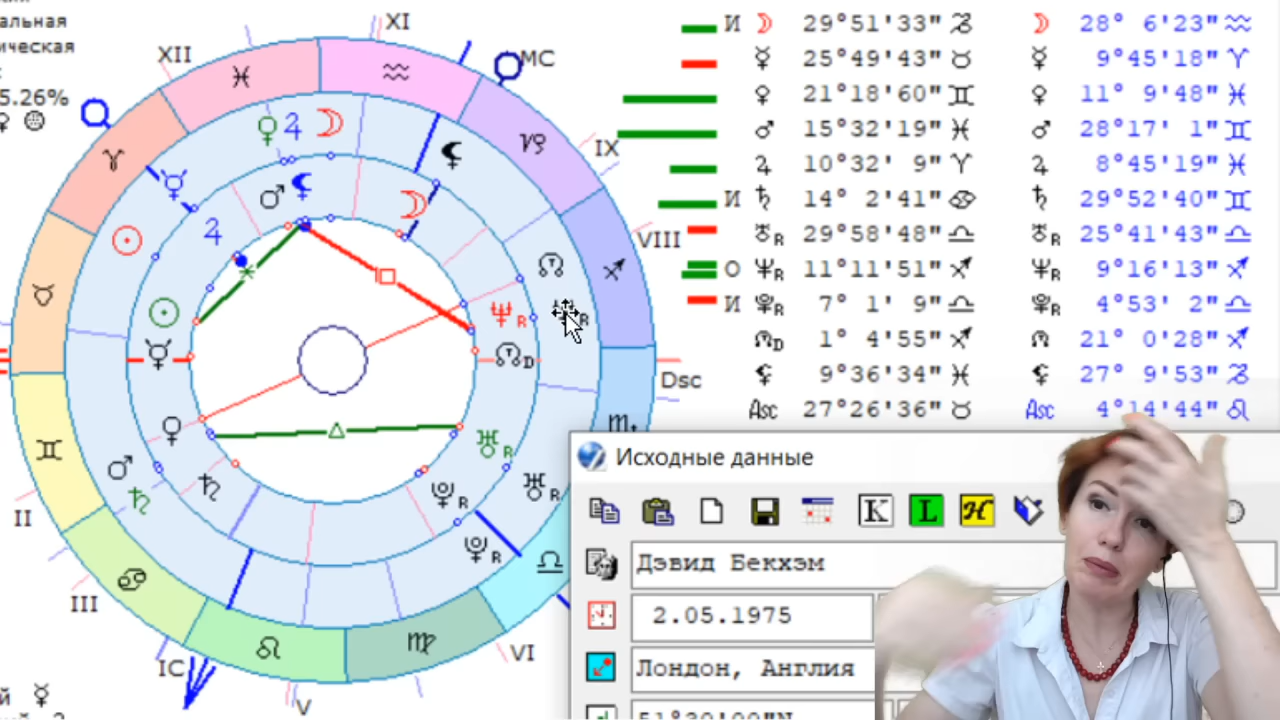 альная
ическая
5.26%
XI
XII
MC
IX
VIII
Dsc
II
III
IC
V
VI
R
R
D
R
R
R
R
И 29°51'33" 28° 6'23"
25°49'43" 9°45'18"
21°18'60" 11° 9'48"
15°32'19" 28°17' 1"
10°32' 9" 8°45'19"
И 14° 2'41" 29°52'40"
R 29°58'48" R 25°41'43"
О R 11°11'51" R 9°16'13"
И R 7° 1' 9" R 4°53' 2"
D 1° 4'55" 21° 0'28"
9°36'34" 27° 9'53"
Asc 27°26'36" Asc 4°14'44"
Исходные данные
K L H
Дэвид Бекхэм
2.05.1975
Лондон, Англия
51°30'00"N
й